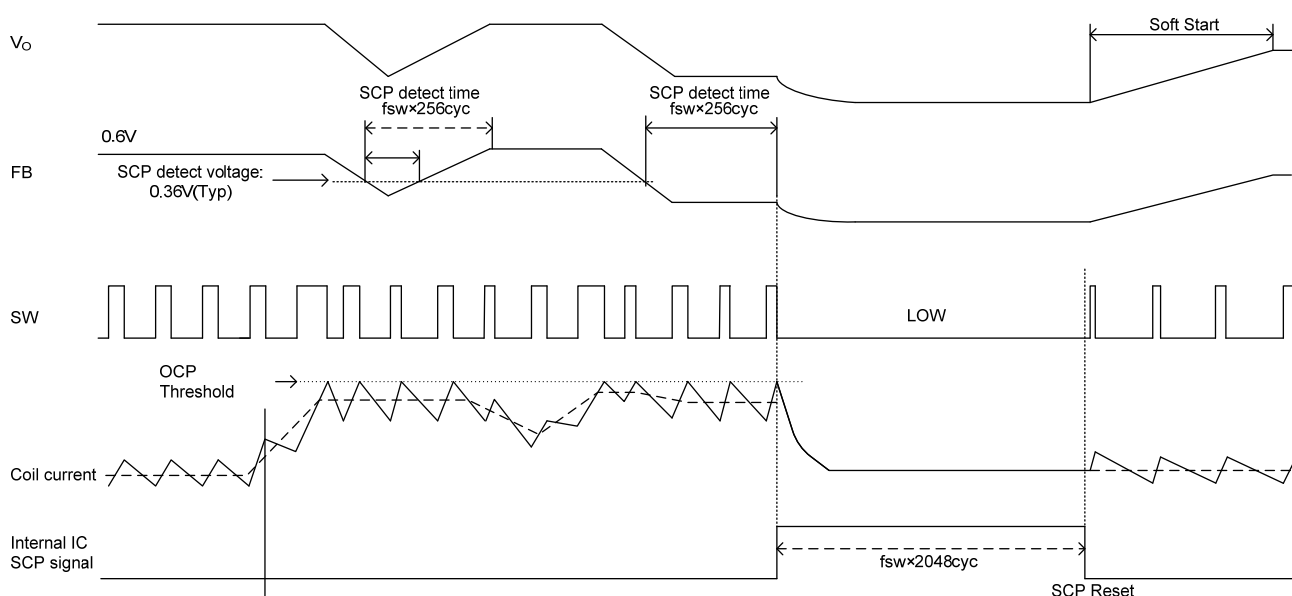 Soft Start
VO
SCP detect time
fsw×256cyc
SCP detect time
fsw×256cyc
0.6V
FB
SCP detect voltage:
0.36V(Typ)
SW
LOW
OCP
Threshold
Coil current
Internal IC
SCP signal
fsw×2048cyc
SCP Reset